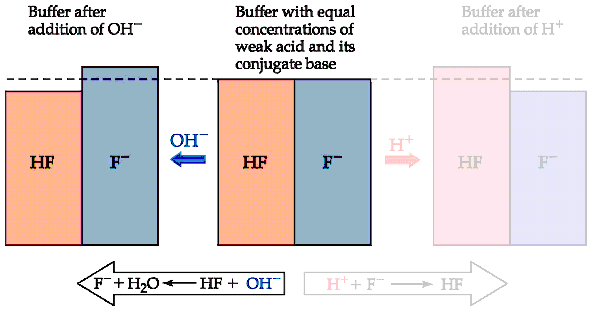 Buffer after
addition of OH⁻
Buffer with equal
concentrations of
weak acid and its
conjugate base
Buffer after
addition of H⁺
HF
F⁻
OH⁻
HF
F⁻
H⁺
HF
F⁻
F⁻ + H₂O ← HF + OH⁻
H⁺ + F⁻ → HF